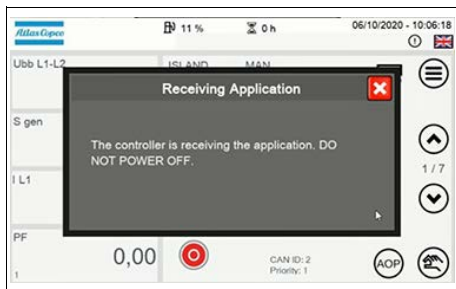 Atlas Copco
11 %
0 h
06/10/2020 - 10:06:18
Ubb L1-L2
ISLAND
MAN
Receiving Application
S gen
The controller is receiving the application. DO
NOT POWER OFF.
I L1
1 / 7
PF
0,00
CAN ID: 2
Priority: 1
AOP
1